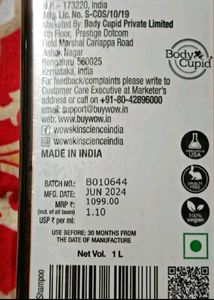 H.P. - 173220, India
Mfg. Lic. No. S-COS/10/19
Marketed By: Body Cupid Private Limited
4th Floor, Prestige Dotcom
Field Marshal Cariappa Road
Ashok Nagar
Bengaluru 560025
Karnataka, India
Body
Cupid
For feedback/complaints please write to
Customer Care Executive at Marketer's
address or call on +91-80-42896000
email: support@buywow.in
www.buywow.in
wowskinscienceindia
wowskinscienceindia
MADE IN INDIA
BATCH NO. B010644
MFG. DATE JUN 2024
MRP ₹ 1099.00
(Incl. of all taxes)
USP ₹ per ml: 1.10
USE BEFORE: 30 MONTHS FROM
THE DATE OF MANUFACTURE
Net Vol. 1 L
100%
vegan
Shampoo